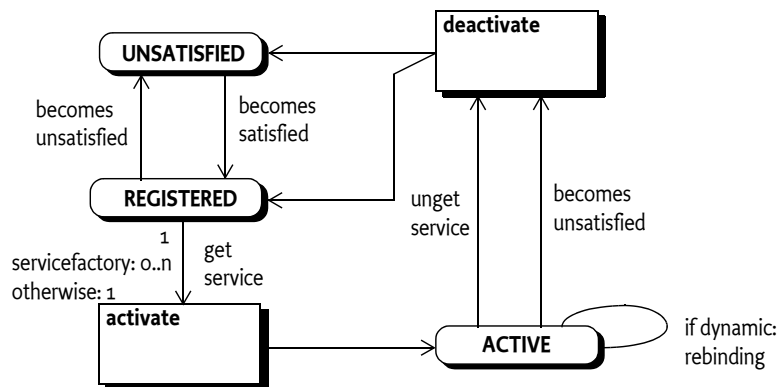 deactivate
UNSATISFIED
becomes
unsatisfied
becomes
satisfied
REGISTERED
unget
service
becomes
unsatisfied
1
servicefactory: 0..n
otherwise: 1
get
service
activate
ACTIVE
if dynamic:
rebinding